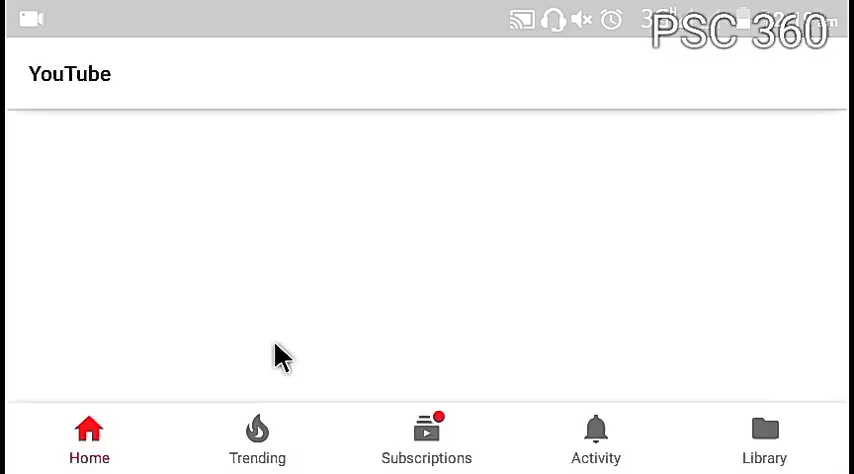 PSC 360
YouTube
Home
Trending
Subscriptions
Activity
Library